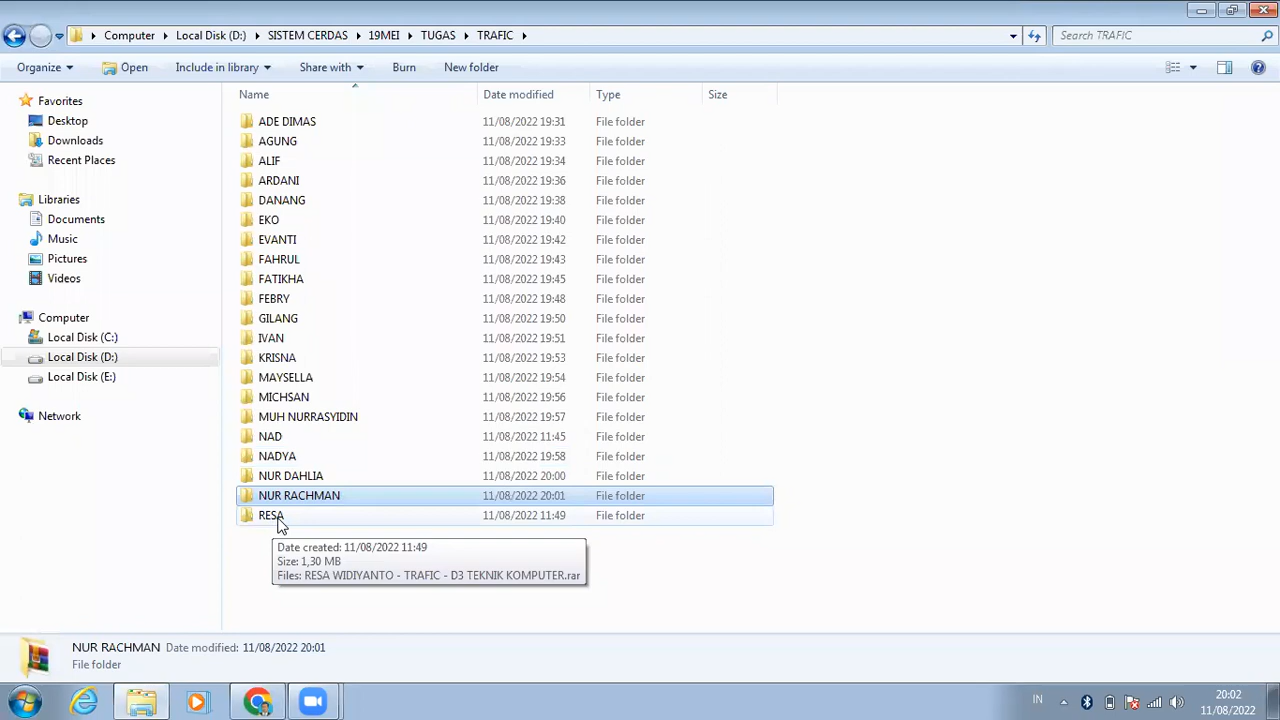 Computer Local Disk (D:) SISTEM CERDAS 19MEI TUGAS TRAFIC Search TRAFIC
Organize Open Include in library Share with Burn New folder
Name Date modified Type Size
Favorites
Desktop
Downloads
Recent Places
Libraries
Documents
Music
Pictures
Videos
Computer
Local Disk (C:)
Local Disk (D:)
Local Disk (E:)
Network
ADE DIMAS 11/08/2022 19:31 File folder
AGUNG 11/08/2022 19:33 File folder
ALIF 11/08/2022 19:34 File folder
ARDANI 11/08/2022 19:36 File folder
DANANG 11/08/2022 19:38 File folder
EKO 11/08/2022 19:40 File folder
EVANTI 11/08/2022 19:42 File folder
FAHRUL 11/08/2022 19:43 File folder
FATIKHA 11/08/2022 19:45 File folder
FEBRY 11/08/2022 19:48 File folder
GILANG 11/08/2022 19:50 File folder
IVAN 11/08/2022 19:51 File folder
KRISNA 11/08/2022 19:53 File folder
MAYSELLA 11/08/2022 19:54 File folder
MICHSAN 11/08/2022 19:56 File folder
MUH NURRASYIDIN 11/08/2022 19:57 File folder
NAD 11/08/2022 11:45 File folder
NADYA 11/08/2022 19:58 File folder
NUR DAHLIA 11/08/2022 20:00 File folder
NUR RACHMAN 11/08/2022 20:01 File folder
RESA 11/08/2022 11:49 File folder
Date created: 11/08/2022 11:49
Size: 1,30 MB
Files: RESA WIDIYANTO - TRAFIC - D3 TEKNIK KOMPUTER.rar
NUR RACHMAN Date modified: 11/08/2022 20:01
File folder
IN 20:02
11/08/2022